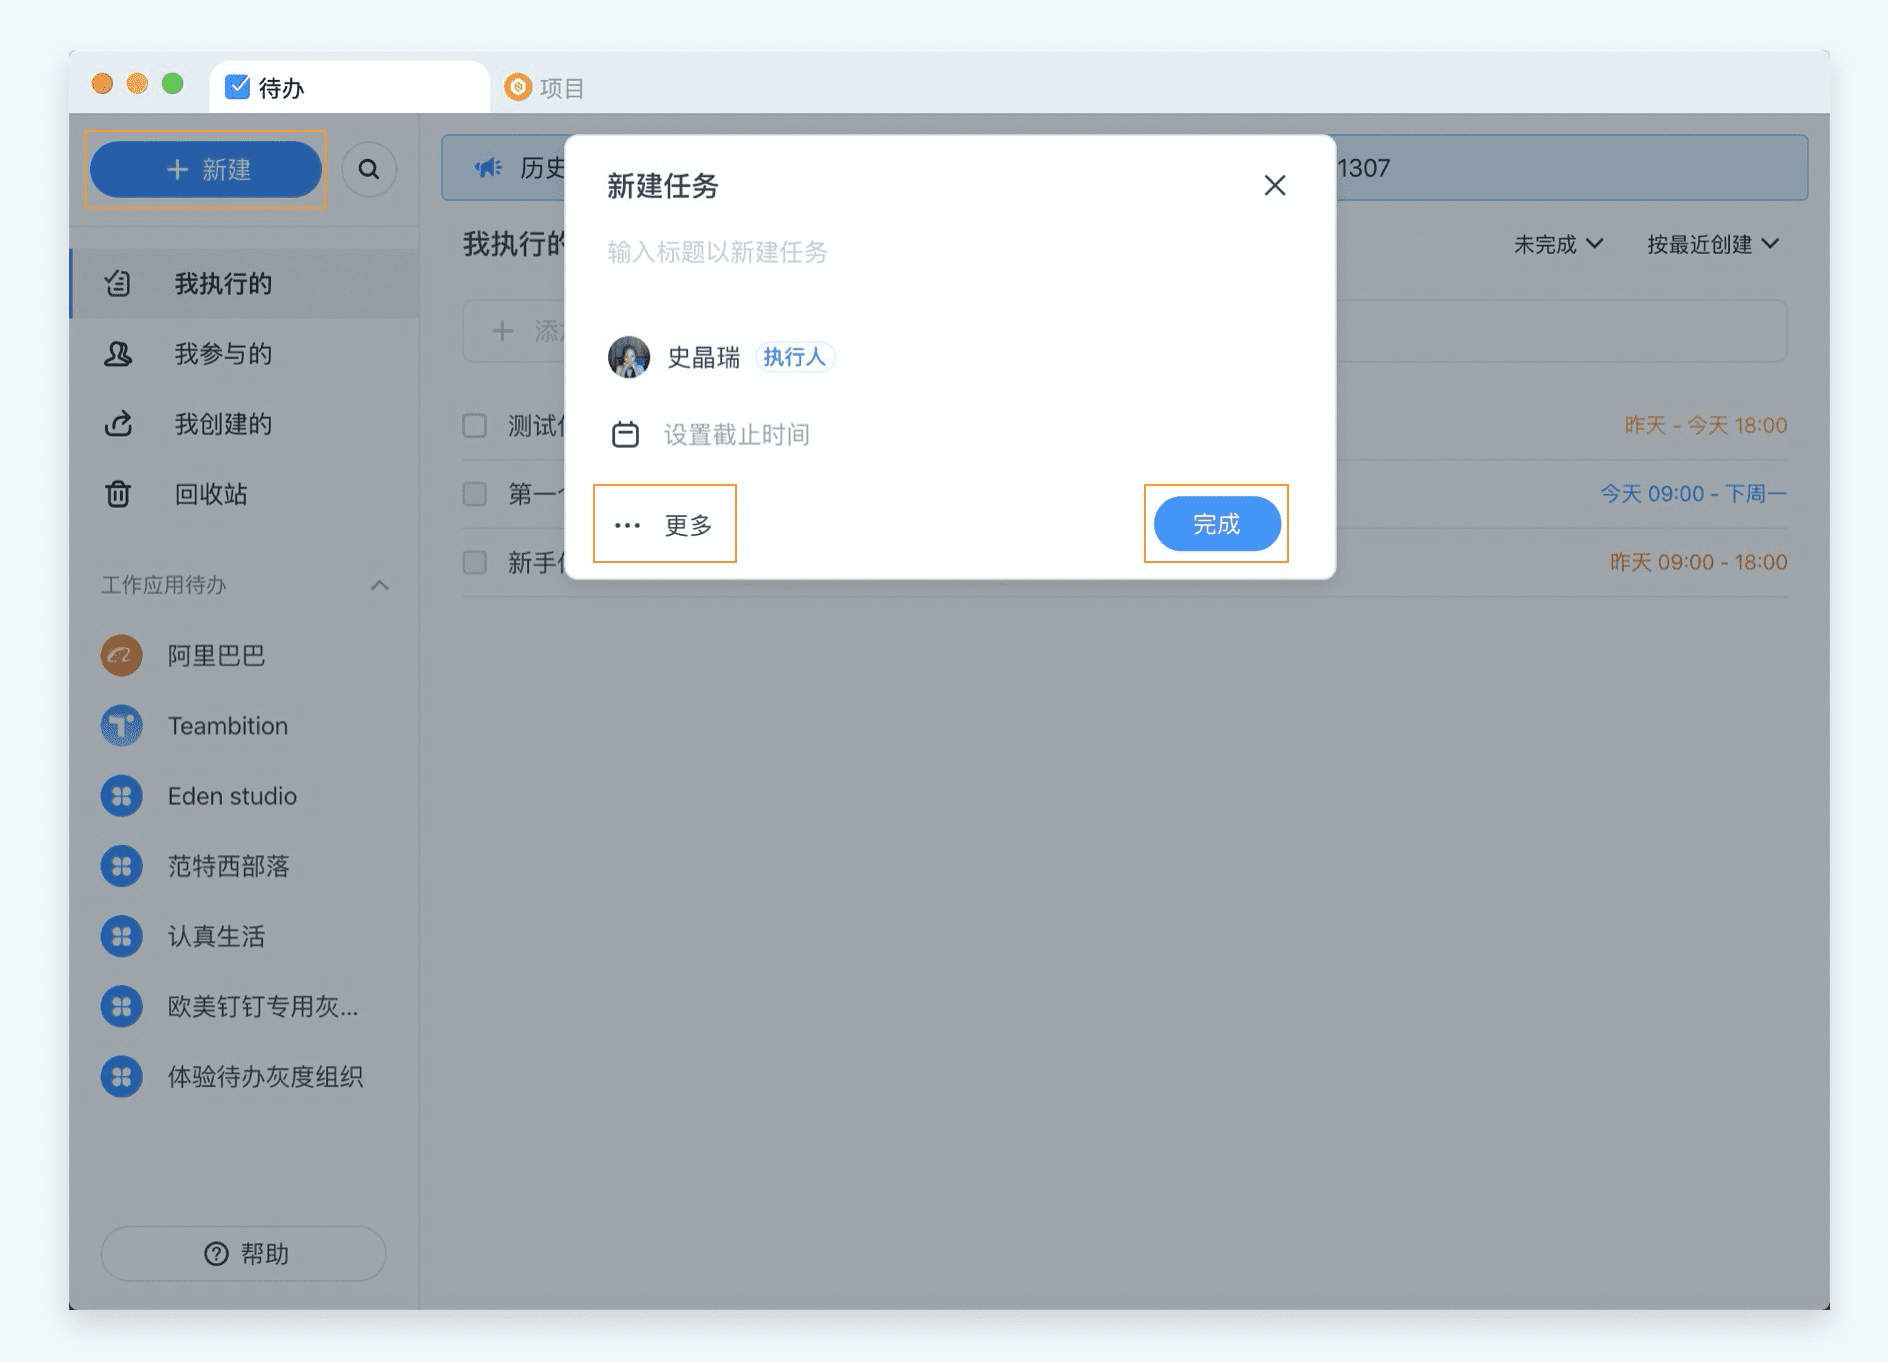 待办
项目
新建
历史
1307
我执行的
我参与的
我创建的
回收站
工作应用待办
阿里巴巴
Teambition
Eden studio
范特西部落
认真生活
欧美钉钉专用灰...
体验待办灰度组织
帮助
我执行的
未完成
按最近创建
测试
昨天 - 今天 18:00
第一
今天 09:00 - 下周一
新手
昨天 09:00 - 18:00
新建任务
输入标题以新建任务
史晶瑞 执行人
设置截止时间
更多
完成